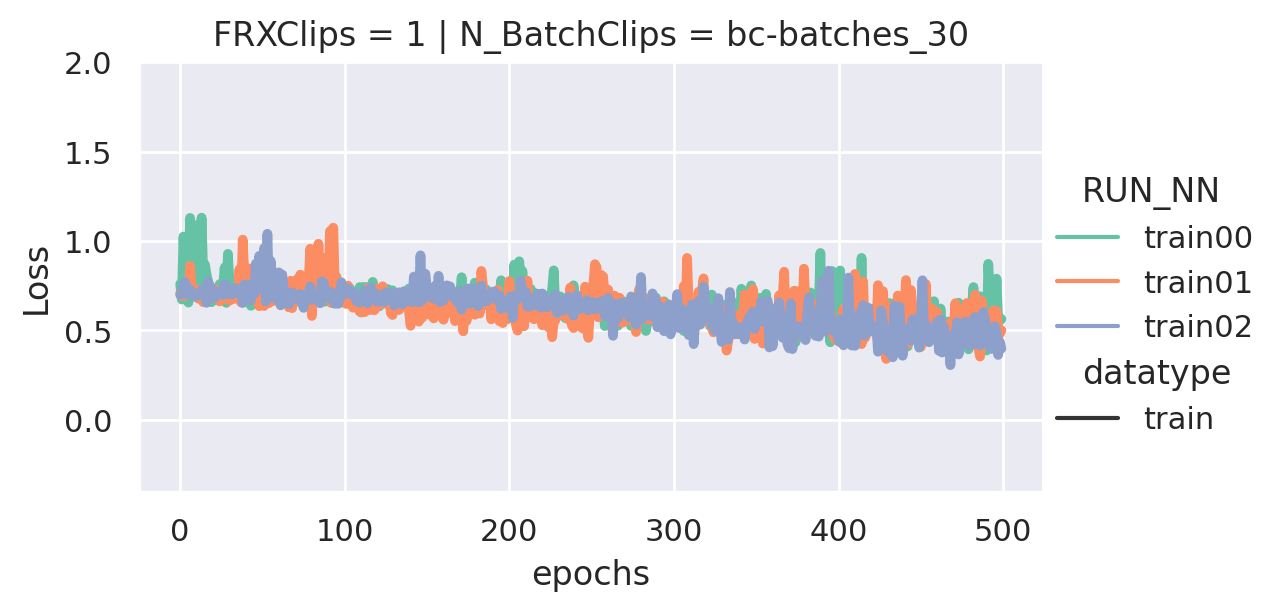 FRXClips = 1 | N_BatchClips = bc-batches_30
2.0
1.5
1.0
0.5
0.0
Loss
0 100 200 300 400 500
epochs
RUN_NN
train00
train01
train02
datatype
train